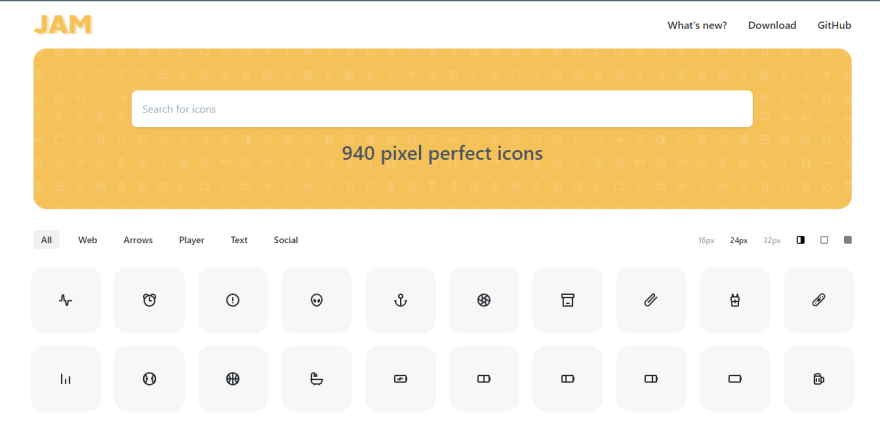 JAM
What's new? Download GitHub
Search for icons
940 pixel perfect icons
All Web Arrows Player Text Social
16px 24px 32px